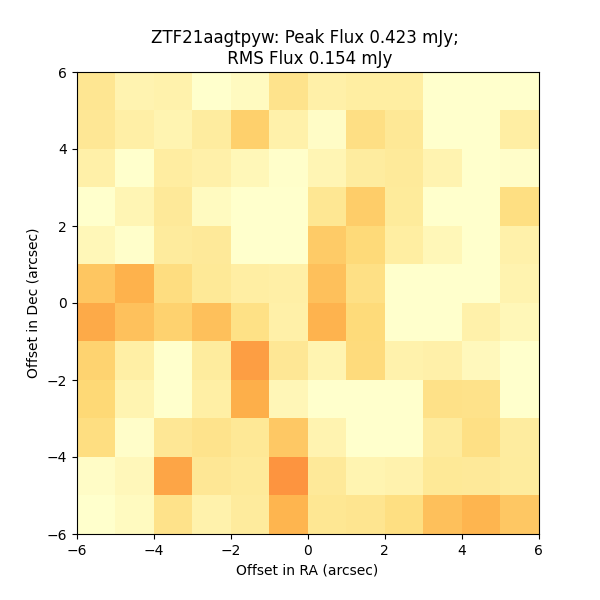 ZTF21aagtpyw: Peak Flux 0.423 mJy;
RMS Flux 0.154 mJy
6
4
2
0
−2
−4
−6
Offset in Dec (arcsec)
−6 −4 −2 0 2 4 6
Offset in RA (arcsec)